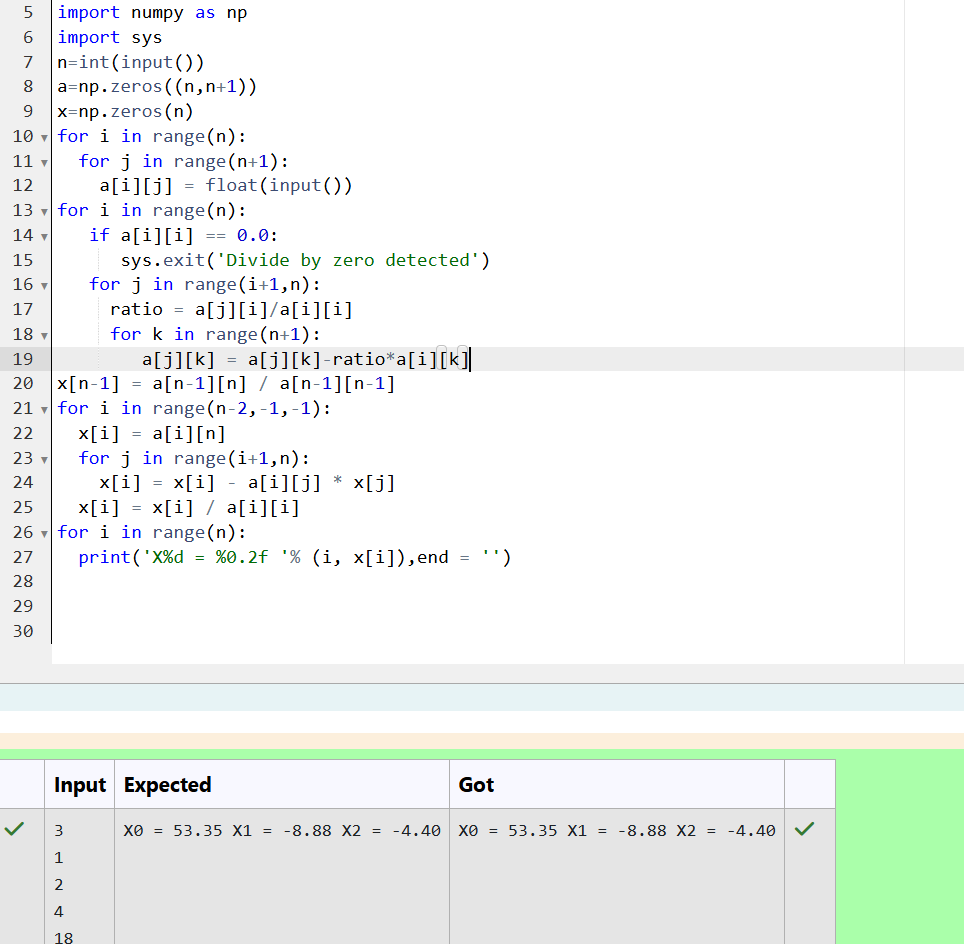 5 import numpy as np
6 import sys
7 n=int(input())
8 a=np.zeros((n,n+1))
9 x=np.zeros(n)
10 for i in range(n):
11   for j in range(n+1):
12     a[i][j] = float(input())
13 for i in range(n):
14    if a[i][i] == 0.0:
15       sys.exit('Divide by zero detected')
16    for j in range(i+1,n):
17      ratio = a[j][i]/a[i][i]
18      for k in range(n+1):
19         a[j][k] = a[j][k]-ratio*a[i][k]
20 x[n-1] = a[n-1][n] / a[n-1][n-1]
21 for i in range(n-2,-1,-1):
22   x[i] = a[i][n]
23   for j in range(i+1,n):
24     x[i] = x[i] - a[i][j] * x[j]
25   x[i] = x[i] / a[i][i]
26 for i in range(n):
27   print('X%d = %0.2f '% (i, x[i]),end = '')
28
29
30
Input Expected Got
3 X0 = 53.35 X1 = -8.88 X2 = -4.40 X0 = 53.35 X1 = -8.88 X2 = -4.40
1
2
4
18